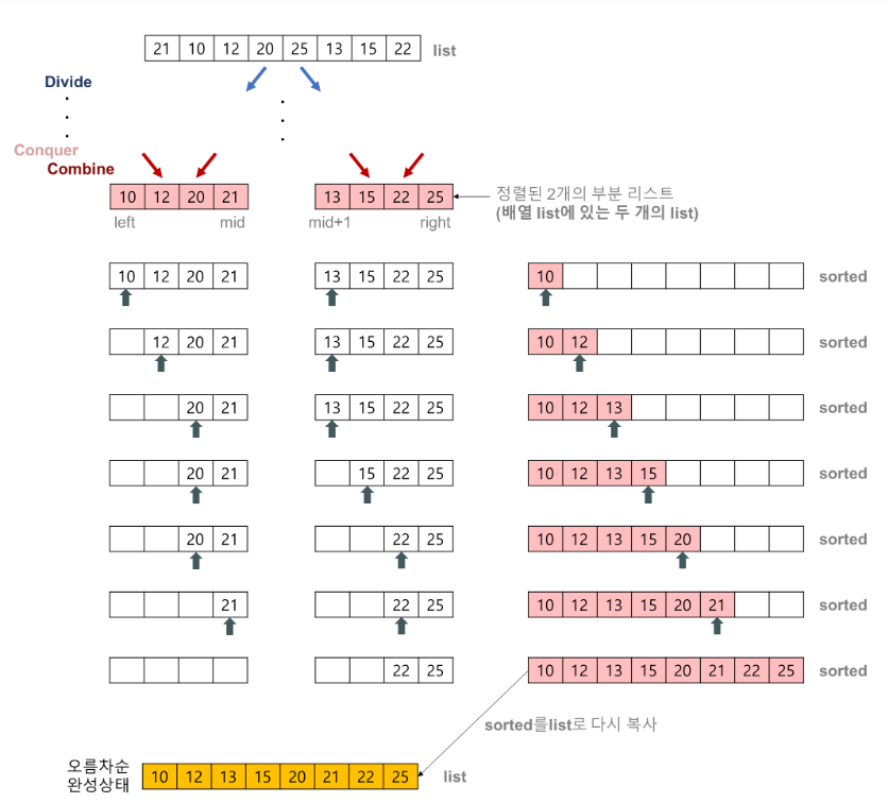 21 10 12 20 25 13 15 22 list
Divide
Conquer
Combine
10 12 20 21 13 15 22 25 정렬된 2개의 부분 리스트
(배열 list에 있는 두 개의 list)
left mid mid+1 right
10 12 20 21 13 15 22 25 10 sorted
12 20 21 13 15 22 25 10 12 sorted
20 21 13 15 22 25 10 12 13 sorted
20 21 15 22 25 10 12 13 15 sorted
20 21 22 25 10 12 13 15 20 sorted
21 22 25 10 12 13 15 20 21 sorted
22 25 10 12 13 15 20 21 22 25 sorted
sorted를list로 다시 복사
오름차순
완성상태
10 12 13 15 20 21 22 25 list